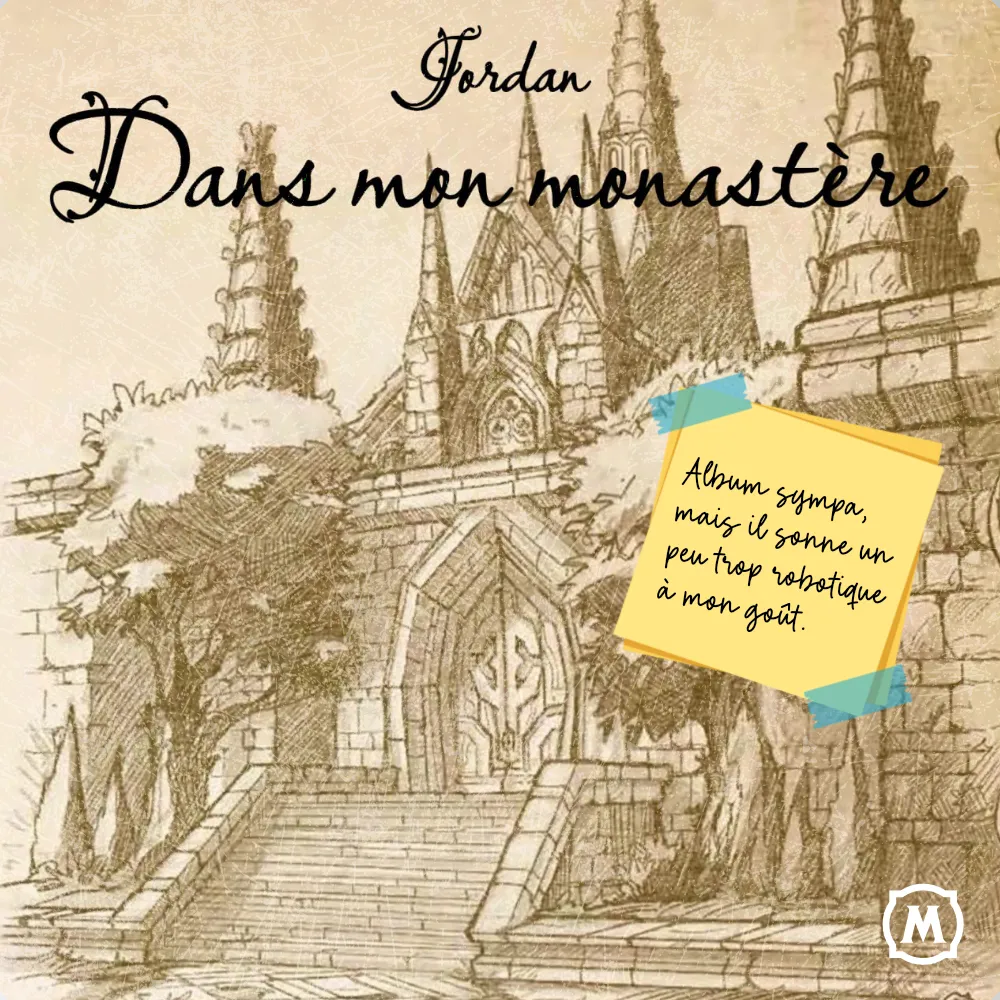 Jordan
Dans mon monastère
Album sympa,
mais il sonne un
peu trop robotique
à mon goût.
M